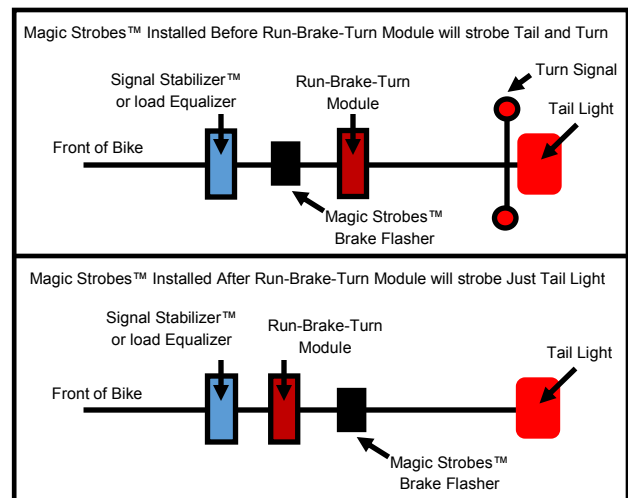 Magic Strobes™ Installed Before Run-Brake-Turn Module will strobe Tail and Turn
Signal Stabilizer™
or load Equalizer
Run-Brake-Turn
Module
Turn Signal
Tail Light
Front of Bike
Magic Strobes™
Brake Flasher
Magic Strobes™ Installed After Run-Brake-Turn Module will strobe Just Tail Light
Signal Stabilizer™
or load Equalizer
Run-Brake-Turn
Module
Tail Light
Front of Bike
Magic Strobes™
Brake Flasher